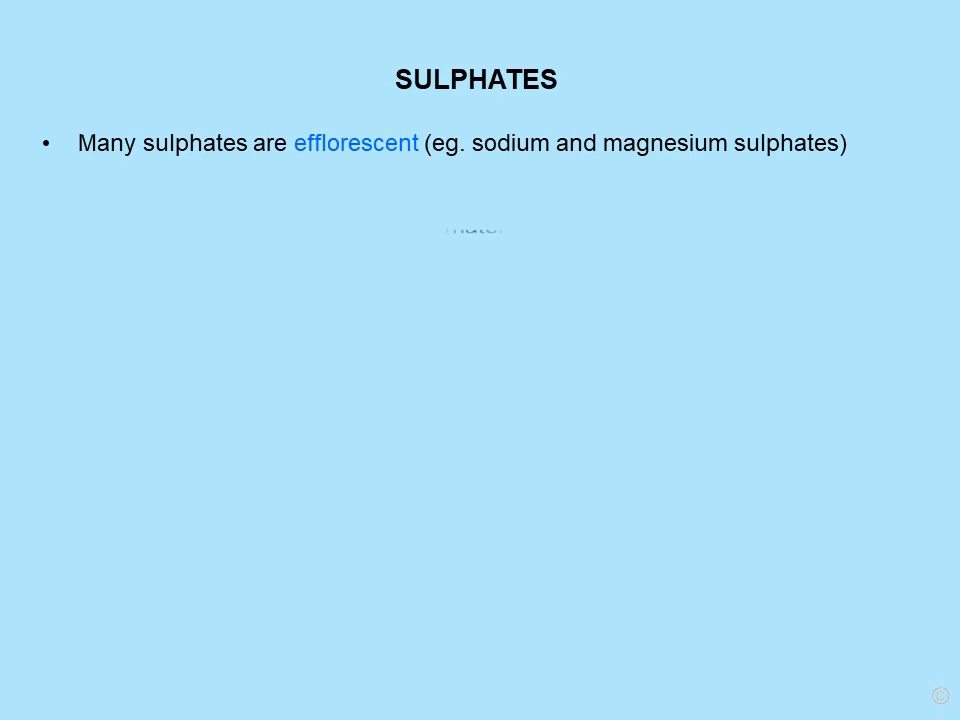 SULPHATES
• Many sulphates are efflorescent (eg. sodium and magnesium sulphates)
©